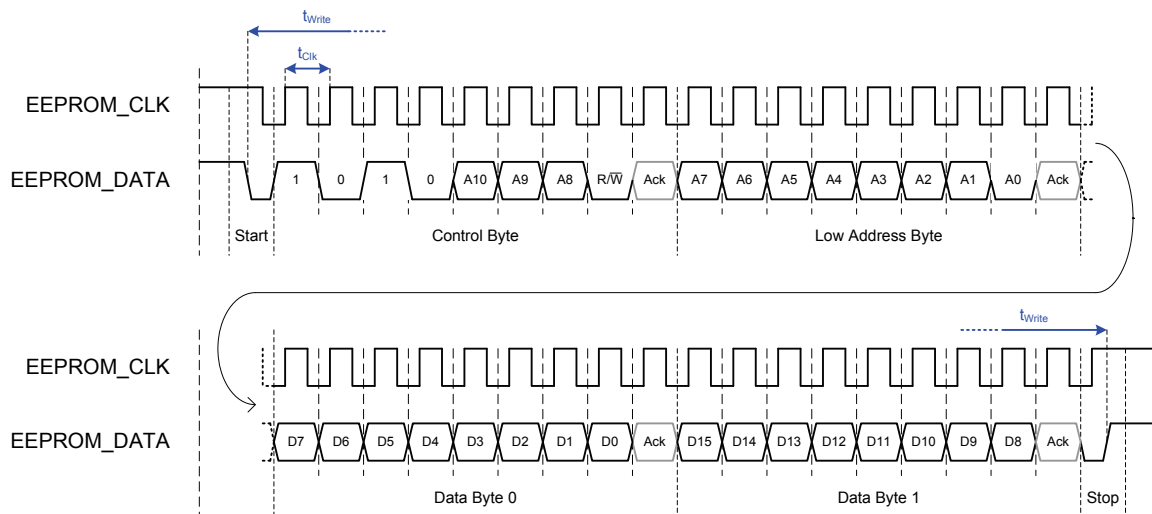 tWrite
tClk
EEPROM_CLK
EEPROM_DATA 1 0 1 0 A10 A9 A8 R/W̅ Ack A7 A6 A5 A4 A3 A2 A1 A0 Ack
Start Control Byte Low Address Byte
tWrite
EEPROM_CLK
EEPROM_DATA D7 D6 D5 D4 D3 D2 D1 D0 Ack D15 D14 D13 D12 D11 D10 D9 D8 Ack
Data Byte 0 Data Byte 1 Stop